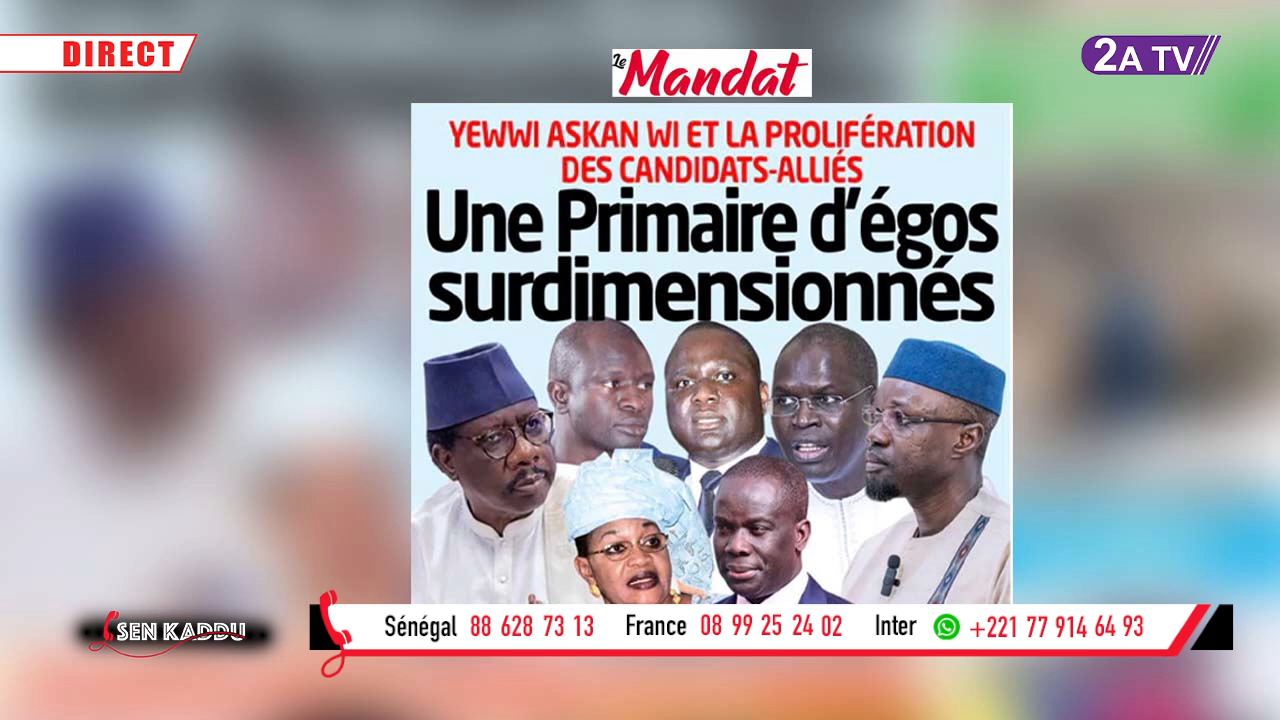 DIRECT
2A TV
Le Mandat
YEWWI ASKAN WI ET LA PROLIFÉRATION
DES CANDIDATS-ALLIÉS
Une Primaire d'égos
surdimensionnés
SEN KADDU
Sénégal 88 628 73 13 France 08 99 25 24 02 Inter +221 77 914 64 93